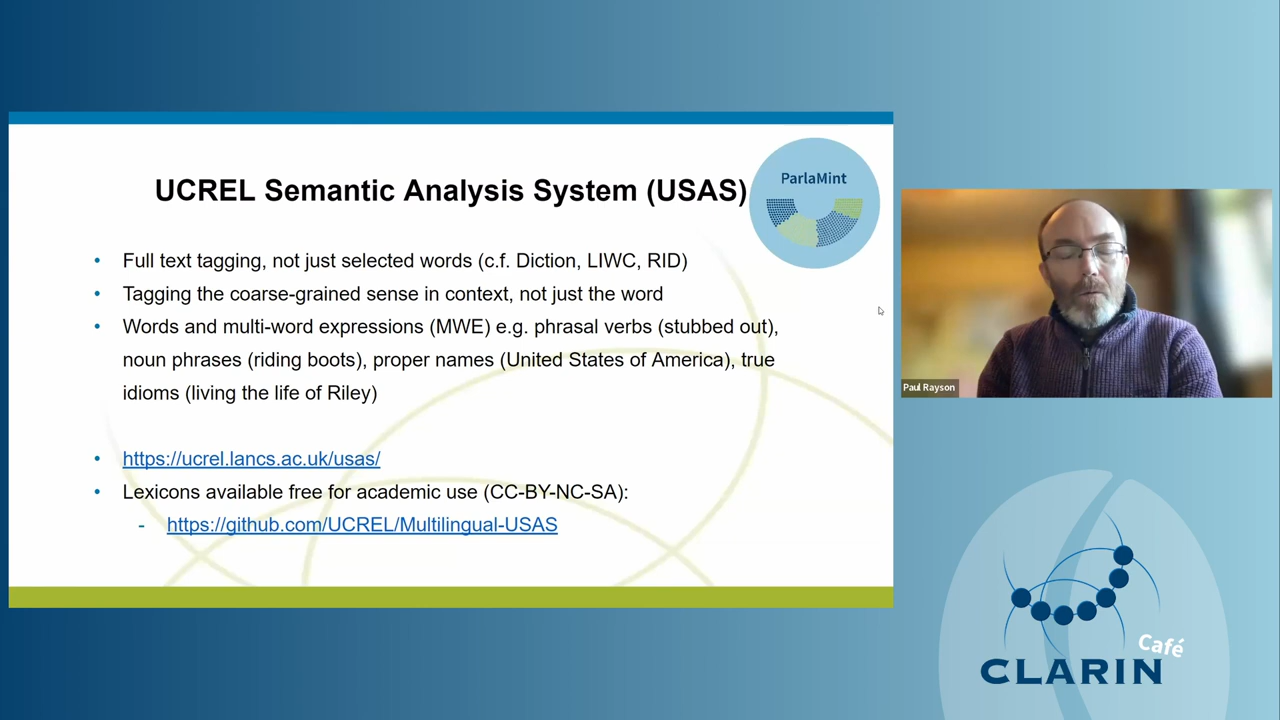 UCREL Semantic Analysis System (USAS)
ParlaMint
• Full text tagging, not just selected words (c.f. Diction, LIWC, RID)
• Tagging the coarse-grained sense in context, not just the word
• Words and multi-word expressions (MWE) e.g. phrasal verbs (stubbed out),
noun phrases (riding boots), proper names (United States of America), true
idioms (living the life of Riley)
• https://ucrel.lancs.ac.uk/usas/
• Lexicons available free for academic use (CC-BY-NC-SA):
- https://github.com/UCREL/Multilingual-USAS
Paul Rayson
Café
CLARIN